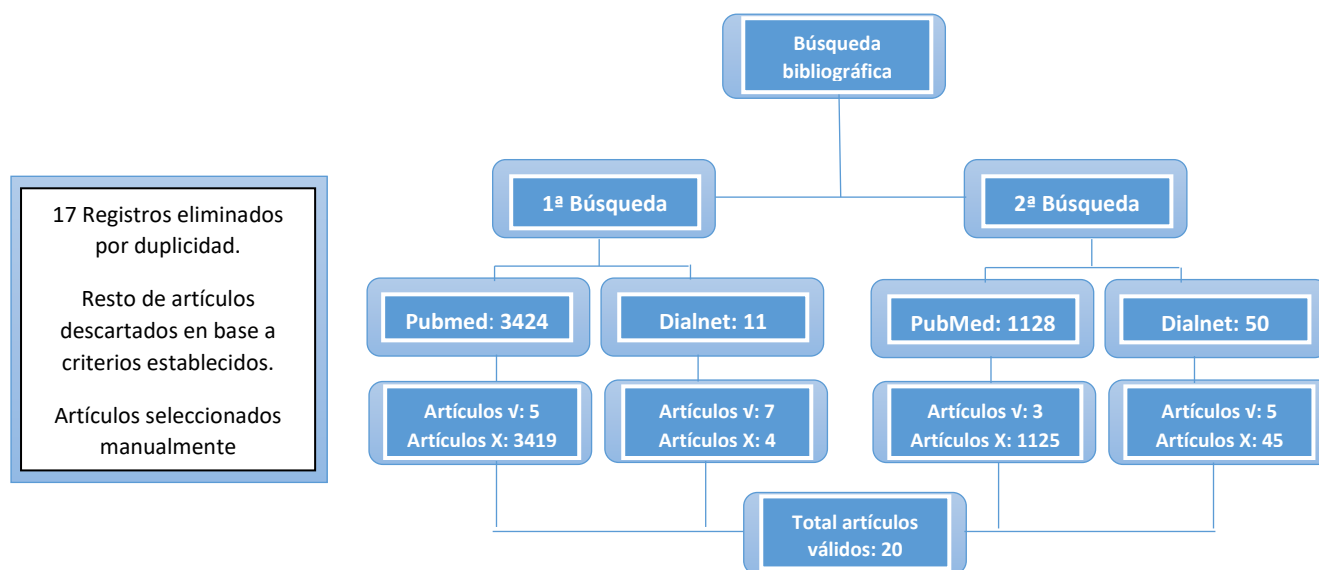 Búsqueda
bibliográfica
1ª Búsqueda
2ª Búsqueda
17 Registros eliminados
por duplicidad.
Resto de artículos
descartados en base a
criterios establecidos.
Artículos seleccionados
manualmente
Pubmed: 3424
Dialnet: 11
PubMed: 1128
Dialnet: 50
Artículos √: 5
Artículos X: 3419
Artículos √: 7
Artículos X: 4
Artículos √: 3
Artículos X: 1125
Artículos √: 5
Artículos X: 45
Total artículos
válidos: 20